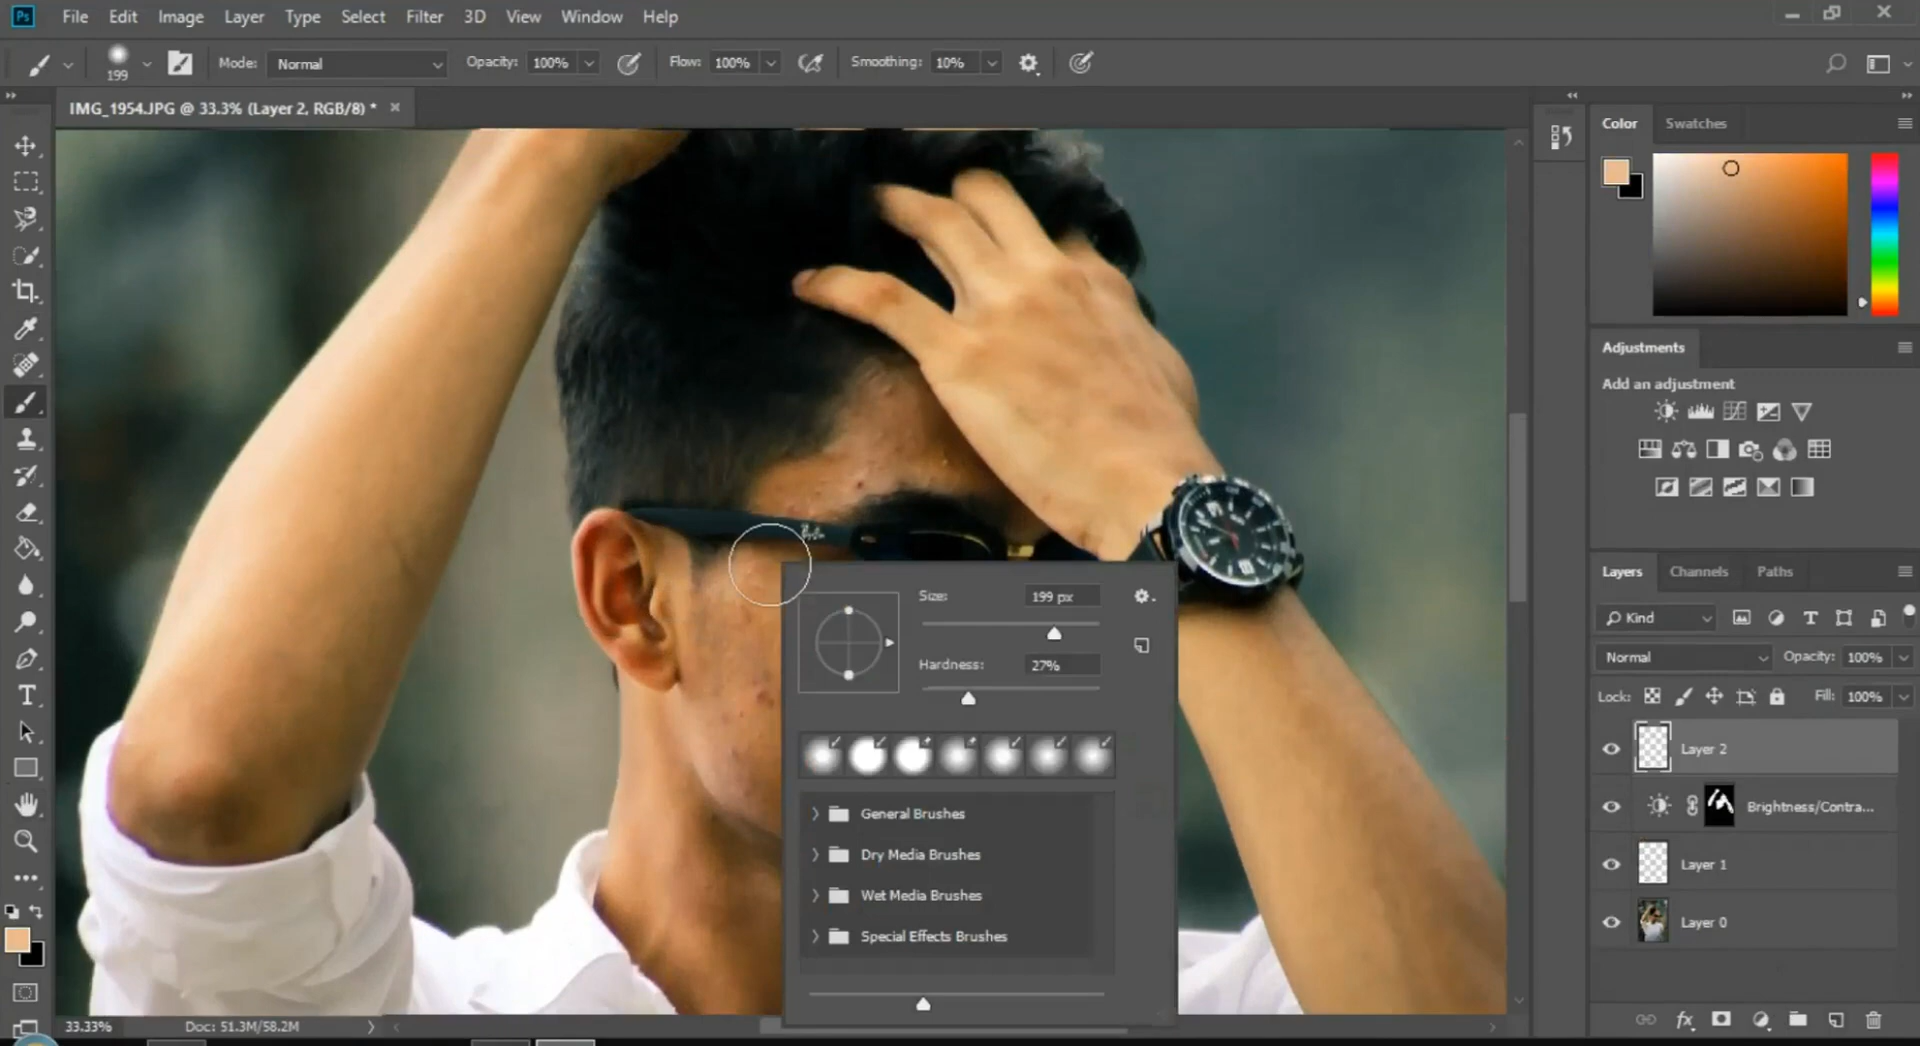 Ps File Edit Image Layer Type Select Filter 3D View Window Help
199 Mode: Normal Opacity: 100% Flow: 100% Smoothing: 10%
IMG_1954.JPG @ 33.3% (Layer 2, RGB/8) *
Color Swatches
Adjustments
Add an adjustment
Size: 199 px
Hardness: 27%
General Brushes
Dry Media Brushes
Wet Media Brushes
Special Effects Brushes
Layers Channels Paths
Kind
Normal Opacity: 100%
Lock: Fill: 100%
Layer 2
Brightness/Contra...
Layer 1
Layer 0
33.33% Doc: 51.3M/58.2M